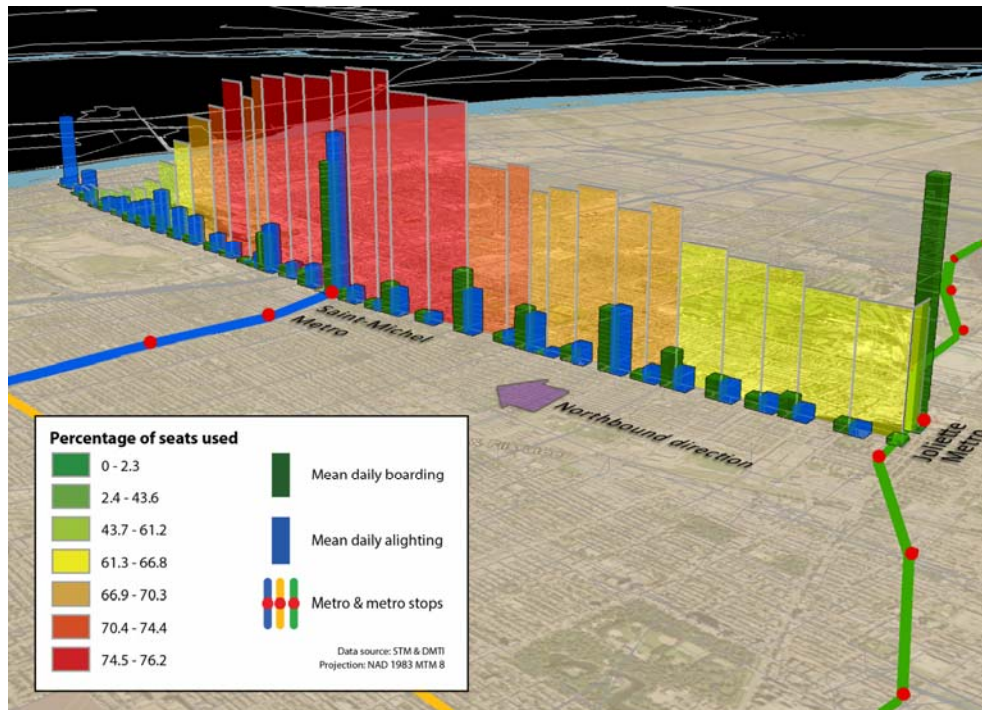 Saint-Michel
Metro
Northbound direction
Joliette
Metro
Percentage of seats used
0 - 2.3
2.4 - 43.6
43.7 - 61.2
61.3 - 66.8
66.9 - 70.3
70.4 - 74.4
74.5 - 76.2
Mean daily boarding
Mean daily alighting
Metro & metro stops
Data source: STM & DMTI
Projection: NAD 1983 MTM 8